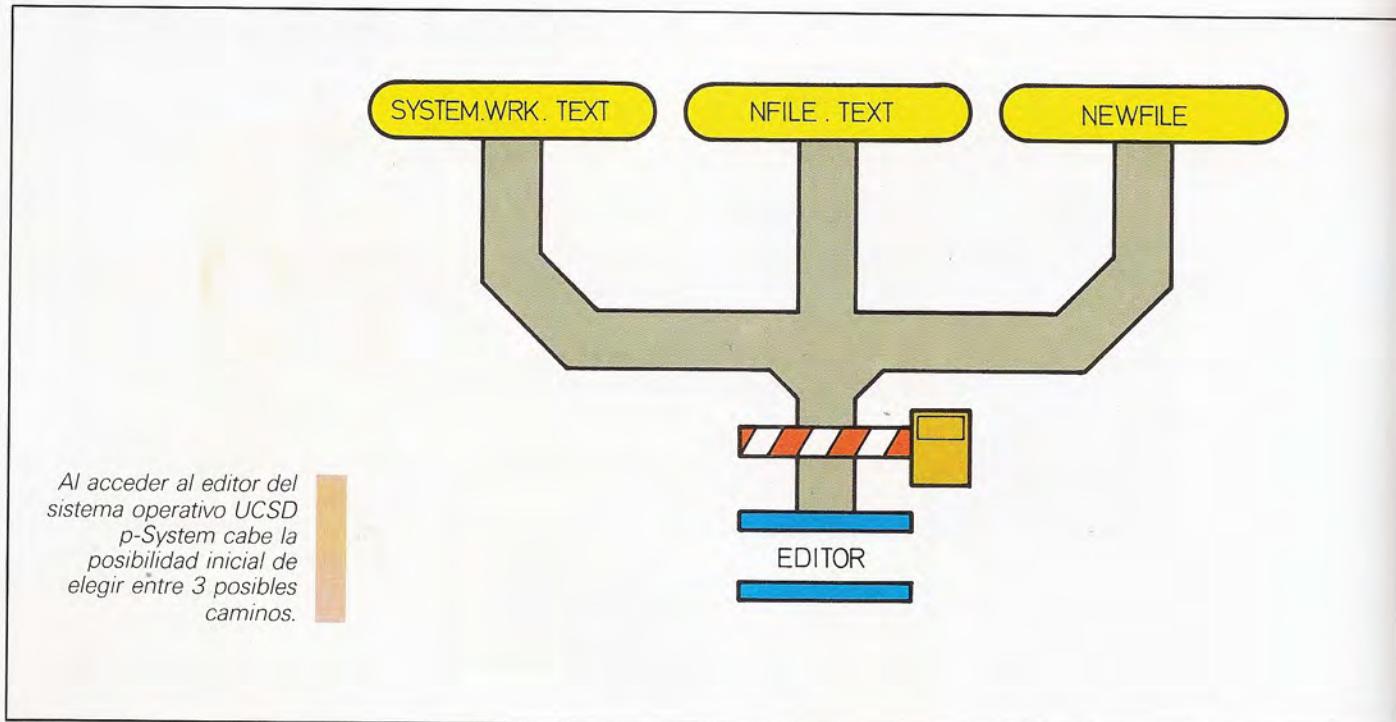 SYSTEM.WRK. TEXT
NFILE . TEXT
NEWFILE
Al acceder al editor del
sistema operativo UCSD
p-System cabe la
posibilidad inicial de
elegir entre 3 posibles
caminos.
EDITOR